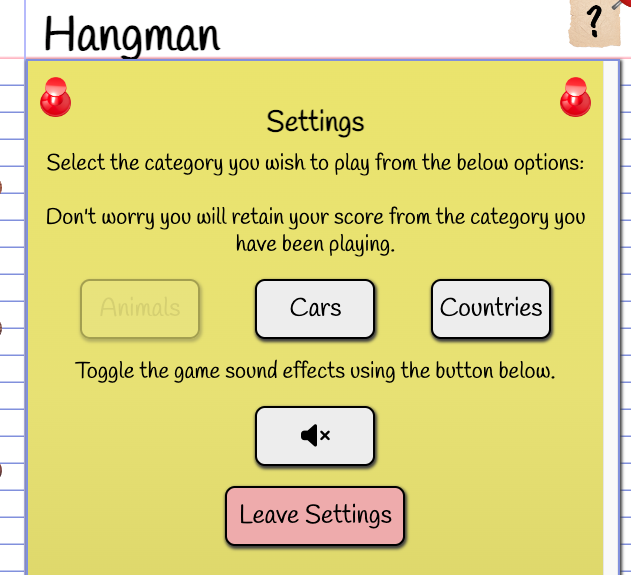 Hangman
?
Settings
Select the category you wish to play from the below options:
Don't worry you will retain your score from the category you
have been playing.
Animals
Cars
Countries
Toggle the game sound effects using the button below.
Leave Settings